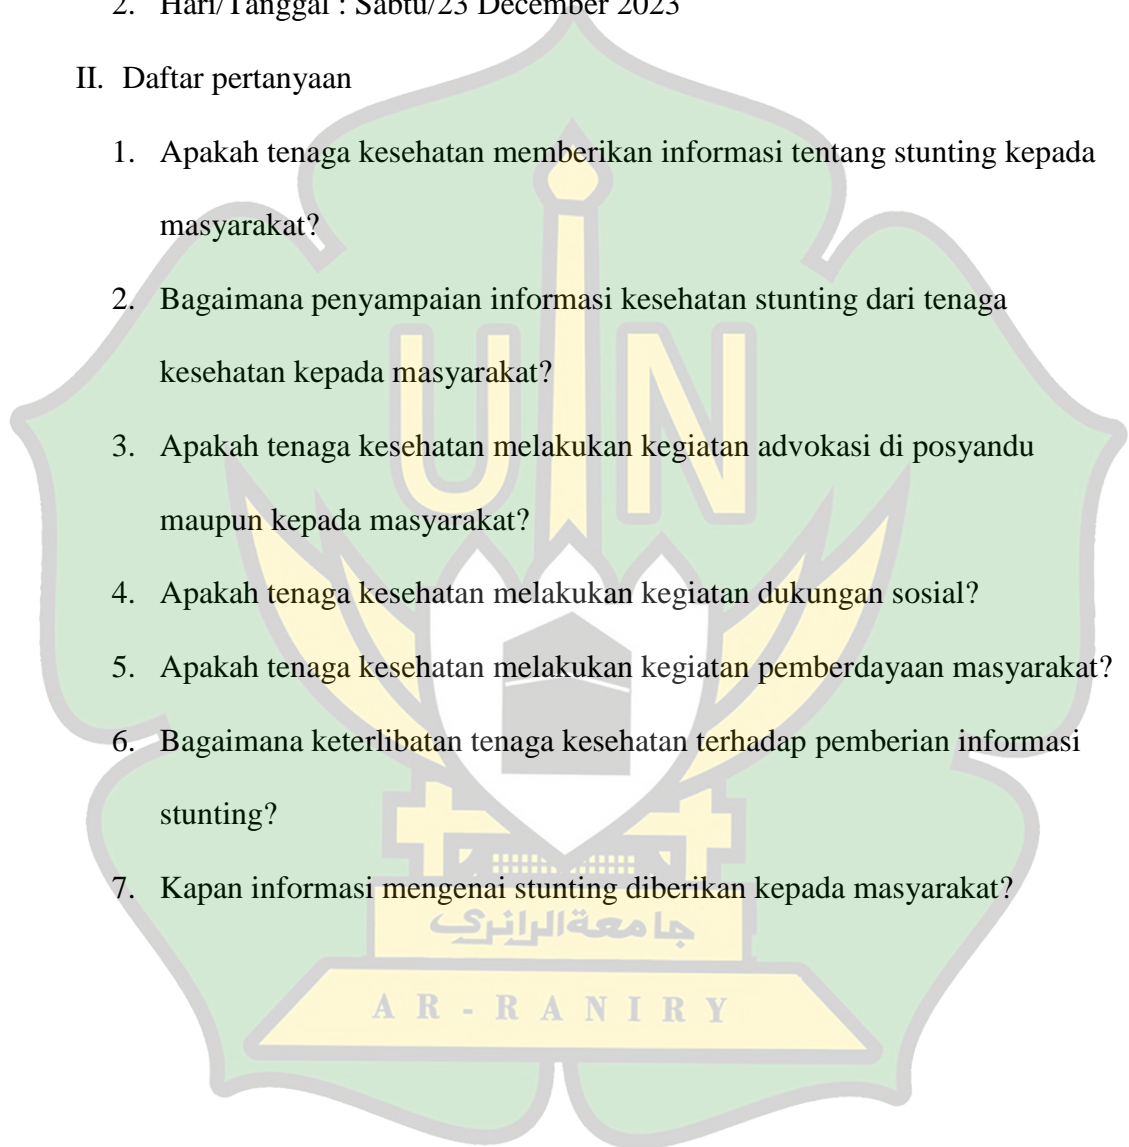 2. Hari/Tanggal : Sabtu/23 December 2023
II. Daftar pertanyaan
1. Apakah tenaga kesehatan memberikan informasi tentang stunting kepada
masyarakat?
2. Bagaimana penyampaian informasi kesehatan stunting dari tenaga
kesehatan kepada masyarakat?
3. Apakah tenaga kesehatan melakukan kegiatan advokasi di posyandu
maupun kepada masyarakat?
4. Apakah tenaga kesehatan melakukan kegiatan dukungan sosial?
5. Apakah tenaga kesehatan melakukan kegiatan pemberdayaan masyarakat?
6. Bagaimana keterlibatan tenaga kesehatan terhadap pemberian informasi
stunting?
7. Kapan informasi mengenai stunting diberikan kepada masyarakat?
UIN
جامعةالرانري
AR-RANIRY